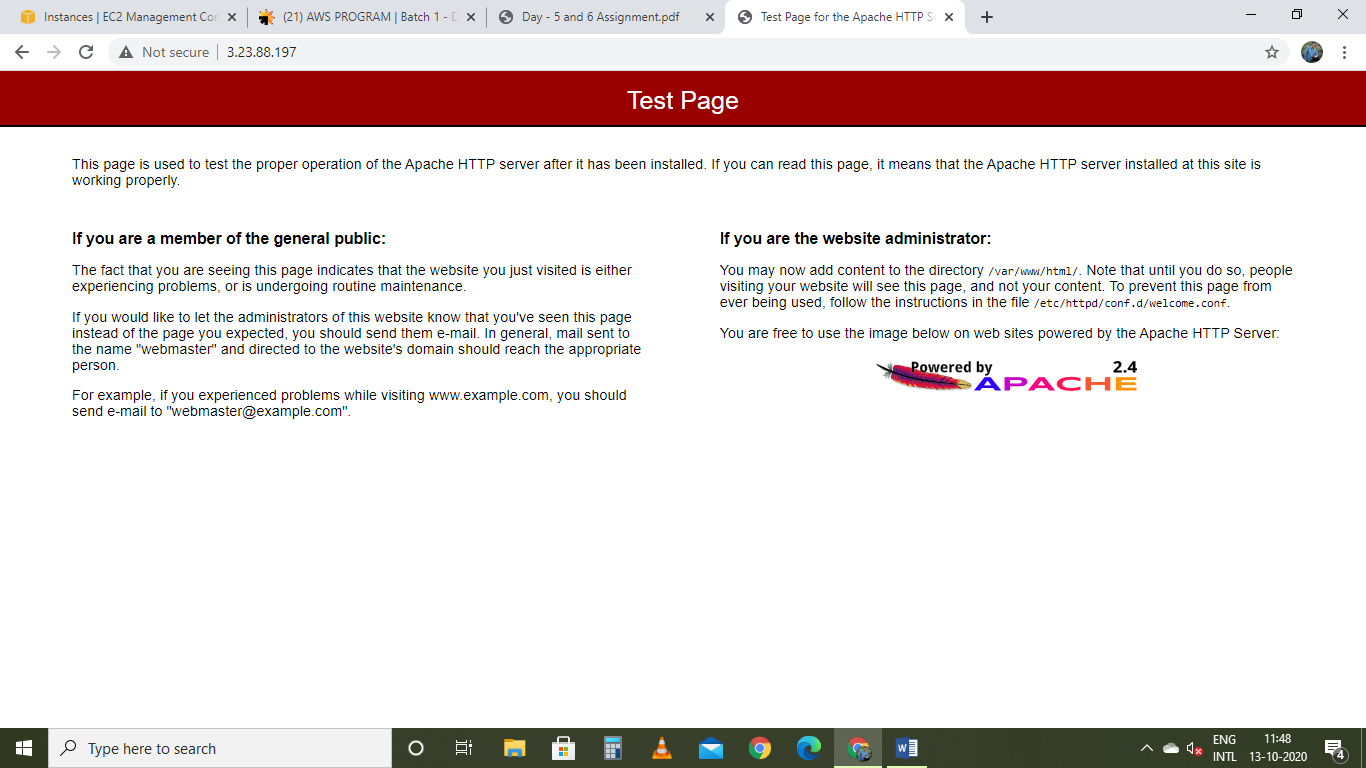 Instances | EC2 Management Con
(21) AWS PROGRAM | Batch 1 - D
Day - 5 and 6 Assignment.pdf
Test Page for the Apache HTTP S
Not secure
3.23.88.197
Test Page
This page is used to test the proper operation of the Apache HTTP server after it has been installed. If you can read this page, it means that the Apache HTTP server installed at this site is
working properly.
If you are a member of the general public:
The fact that you are seeing this page indicates that the website you just visited is either
experiencing problems, or is undergoing routine maintenance.
If you would like to let the administrators of this website know that you've seen this page
instead of the page you expected, you should send them e-mail. In general, mail sent to
the name "webmaster" and directed to the website's domain should reach the appropriate
person.
For example, if you experienced problems while visiting www.example.com, you should
send e-mail to "webmaster@example.com".
If you are the website administrator:
You may now add content to the directory /var/www/html/. Note that until you do so, people
visiting your website will see this page, and not your content. To prevent this page from
ever being used, follow the instructions in the file /etc/httpd/conf.d/welcome.conf.
You are free to use the image below on web sites powered by the Apache HTTP Server:
Powered by 2.4
APACHE
Type here to search
ENG
INTL
11:48
13-10-2020
4